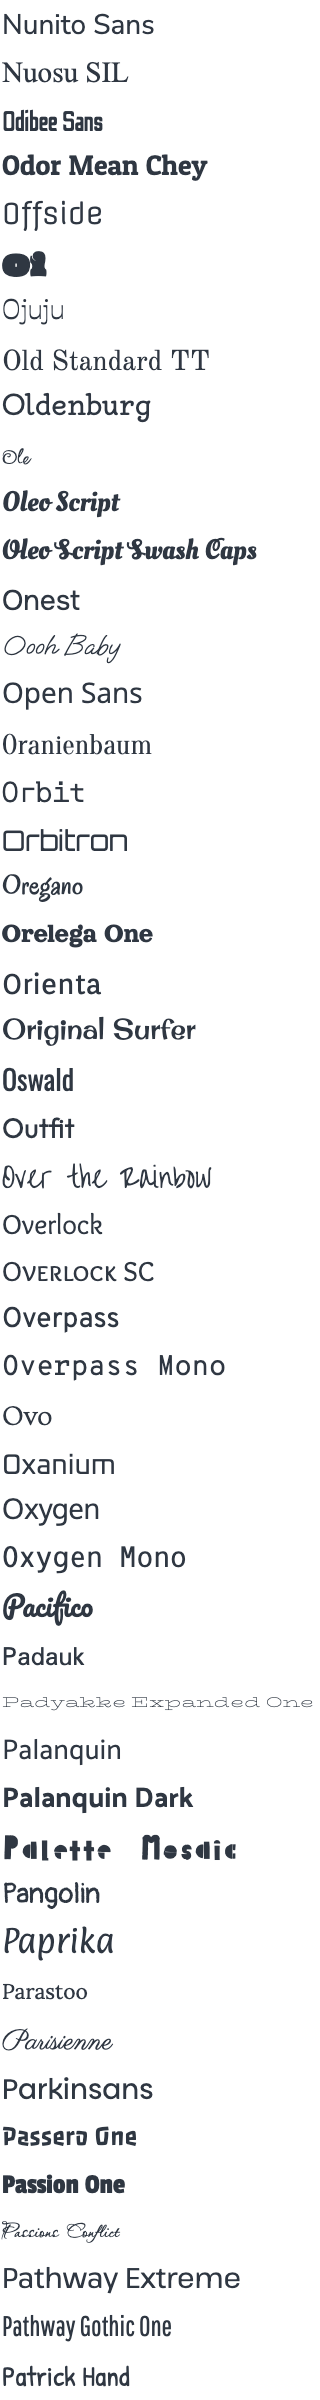 Nunito Sans
Nuosu SIL
Odibee Sans
Odor Mean Chey
Offside
Oi
Ojuju
Old Standard TT
Oldenburg
Ole
Oleo Script
Oleo Script Swash Caps
Onest
Oooh Baby
Open Sans
Oranienbaum
Orbit
Orbitron
Oregano
Orelega One
Orienta
Original Surfer
Oswald
Outfit
Over the Rainbow
Overlock
Overlock SC
Overpass
Overpass Mono
Ovo
Oxanium
Oxygen
Oxygen Mono
Pacifico
Padauk
Padyakke Expanded One
Palanquin
Palanquin Dark
Palette Mosaic
Pangolin
Paprika
Parastoo
Parisienne
Parkinsans
Passero One
Passion One
Passions Conflict
Pathway Extreme
Pathway Gothic One
Patrick Hand